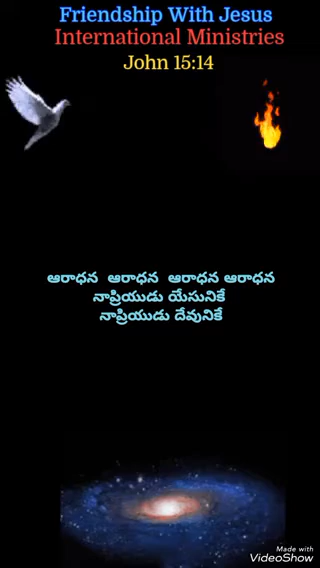 Friendship With Jesus
International Ministries
John 15:14
ఆరాధన ఆరాధన ఆరాధన ఆరాధన
నాప్రియుడు యేసునికే
నాప్రియుడు దేవునికే
Made with
VideoShow